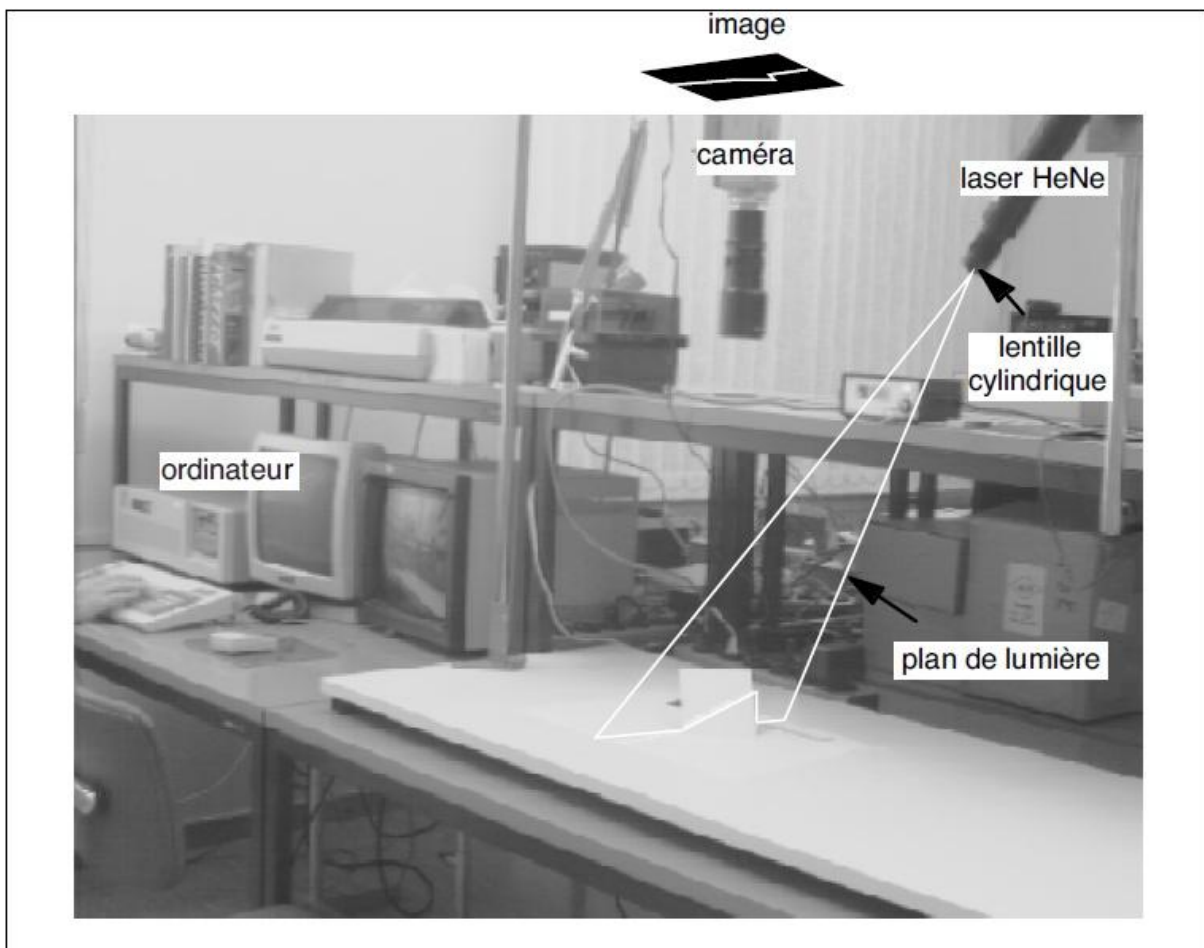 image
caméra
laser HeNe
lentille
cylindrique
ordinateur
plan de lumière